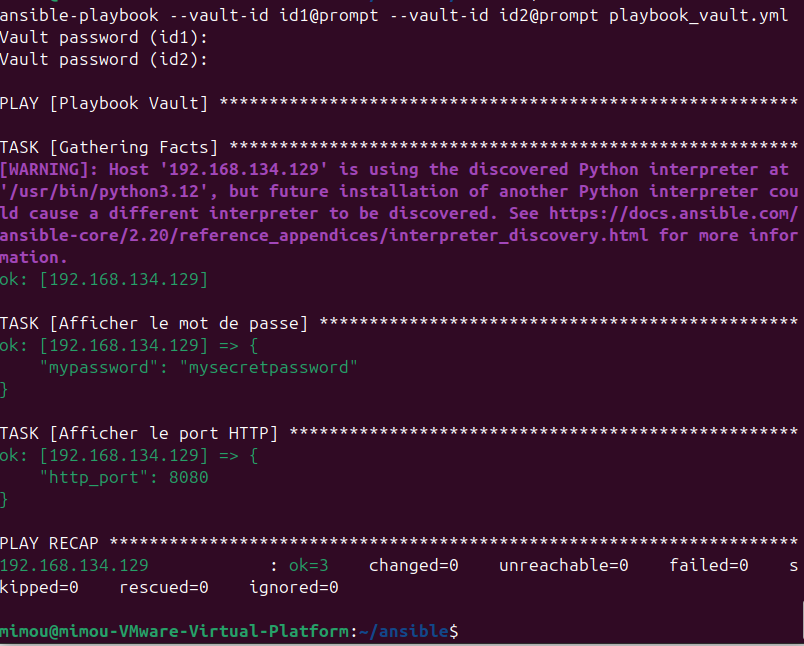 ansible-playbook --vault-id id1@prompt --vault-id id2@prompt playbook_vault.yml
Vault password (id1):
Vault password (id2):
PLAY [Playbook Vault] **********************************************************
TASK [Gathering Facts] *********************************************************
[WARNING]: Host '192.168.134.129' is using the discovered Python interpreter at
'/usr/bin/python3.12', but future installation of another Python interpreter cou
ld cause a different interpreter to be discovered. See https://docs.ansible.com/
ansible-core/2.20/reference_appendices/interpreter_discovery.html for more infor
mation.
ok: [192.168.134.129]
TASK [Afficher le mot de passe] ************************************************
ok: [192.168.134.129] => {
    "mypassword": "mysecretpassword"
}
TASK [Afficher le port HTTP] ***************************************************
ok: [192.168.134.129] => {
    "http_port": 8080
}
PLAY RECAP *********************************************************************
192.168.134.129            : ok=3    changed=0    unreachable=0    failed=0    s
kipped=0    rescued=0    ignored=0
mimou@mimou-VMware-Virtual-Platform:~/ansible$